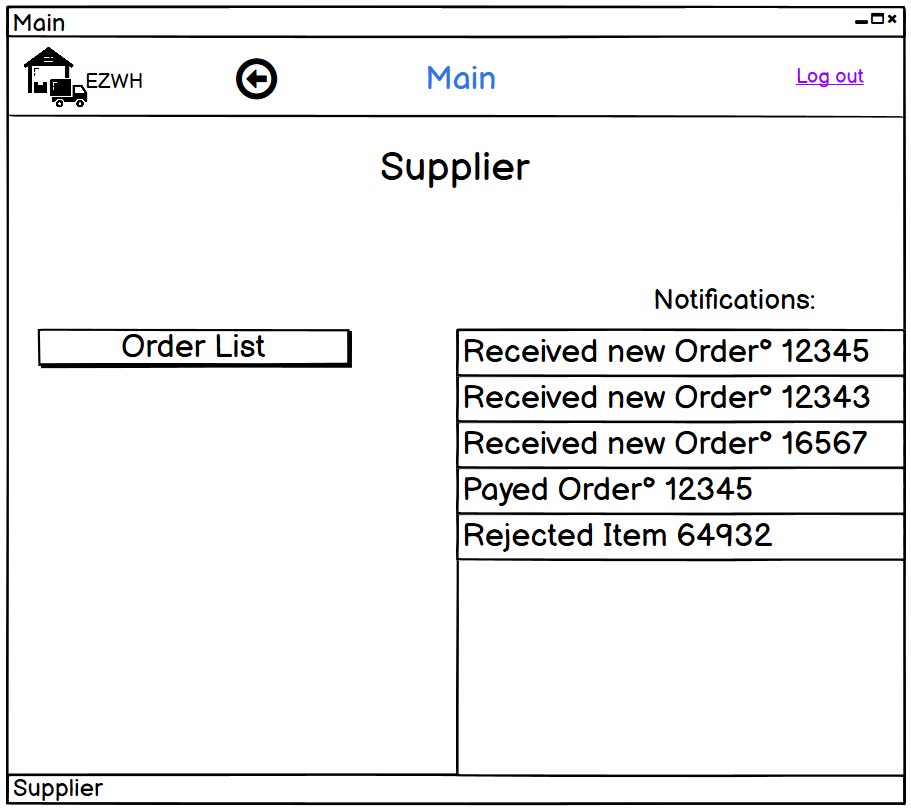 Main
EZWH
Main
Log out
Supplier
Notifications:
Order List
Received new Order° 12345
Received new Order° 12343
Received new Order° 16567
Payed Order° 12345
Rejected Item 64932
Supplier